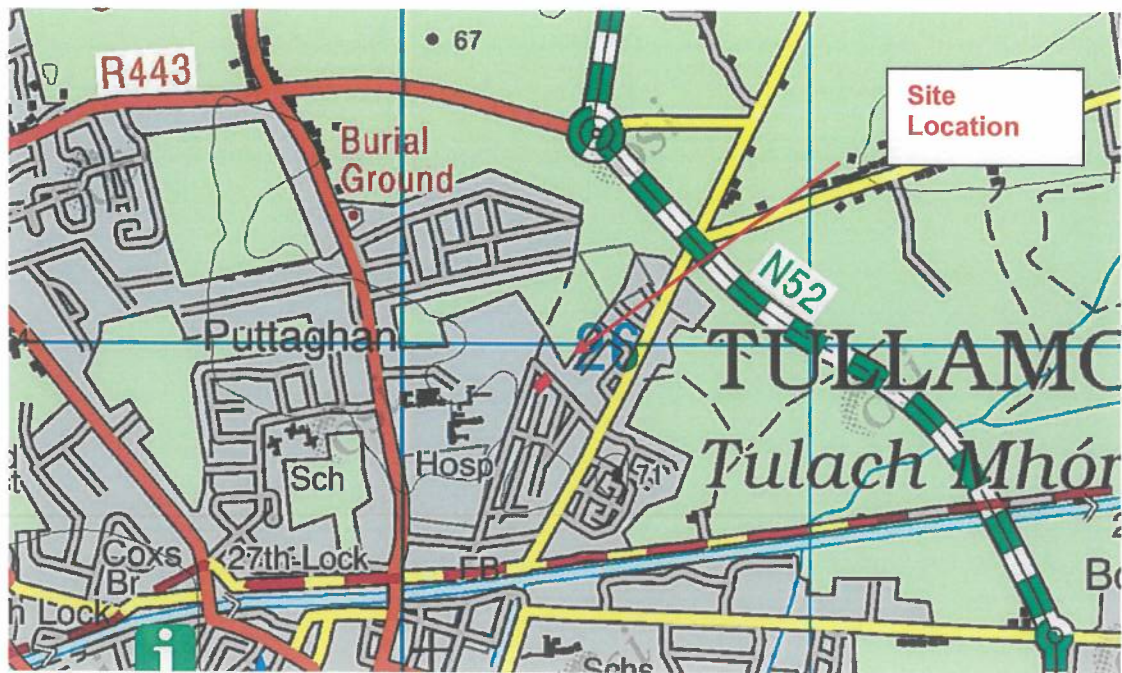 67
R443
Site
Location
Burial
Ground
N52
Puttaghan
26
TULLAMO
Tulach Mhór
Sch
Hosp
71
Coxs
Br
27th-Lock
FB
h Lock
Bo
i
Schs
osi